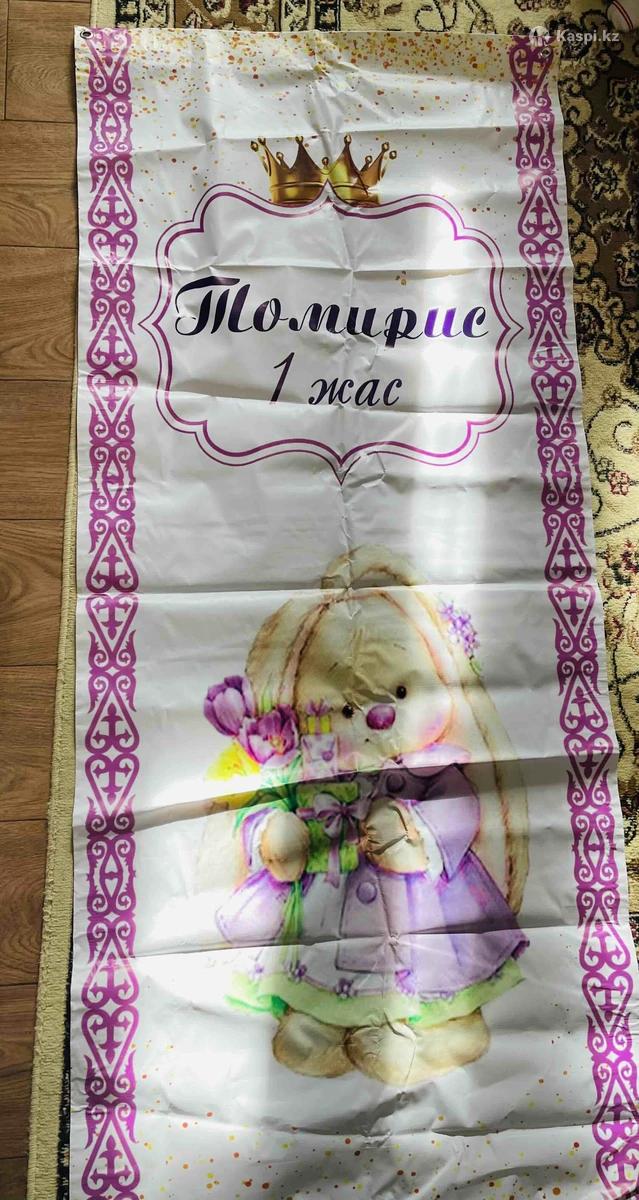 Kaspi.kz
Томирис
1 жас